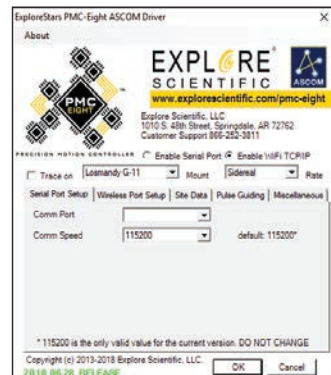 ExploreStars PMC-Eight ASCOM Driver X
About
PMC
EIGHT
PRECISION MOTION CONTROLLER
EXPLORE®
SCIENTIFIC
ASCOM
www.explorescientific.com/pmc-eight
Explore Scientific, LLC
1010 S. 48th Street, Springdale, AR 72762
Customer Support 866-252-3811
Enable Serial Port Enable WiFi TCP/IP
Trace on Losmandy G-11 Mount Sidereal Rate
Serial Port Setup Wireless Port Setup Site Data Pulse Guiding Miscellaneous
Comm Port
Comm Speed 115200 default: 115200*
* 115200 is the only valid value for the current version. DO NOT CHANGE
Copyright (c) 2013-2018 Explore Scientific, LLC.
2018.06.28 RELEASE
OK Cancel